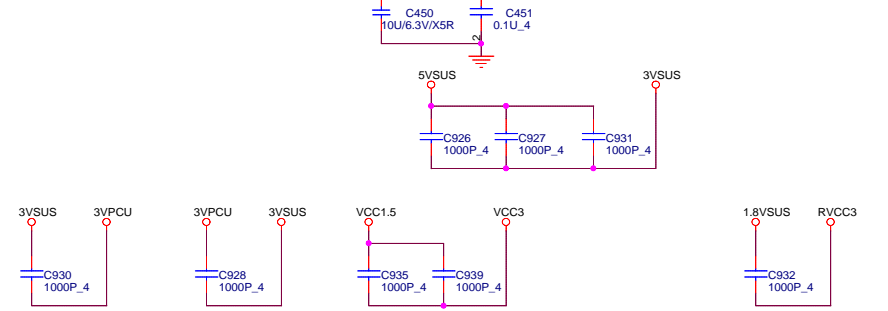 C450
10U/6.3V/X5R
C451
0.1U_4
2
5VSUS
3VSUS
C926
1000P_4
C927
1000P_4
C931
1000P_4
3VSUS
3VPCU
3VPCU
3VSUS
VCC1.5
VCC3
1.8VSUS
RVCC3
C930
1000P_4
C928
1000P_4
C935
1000P_4
C939
1000P_4
C932
1000P_4